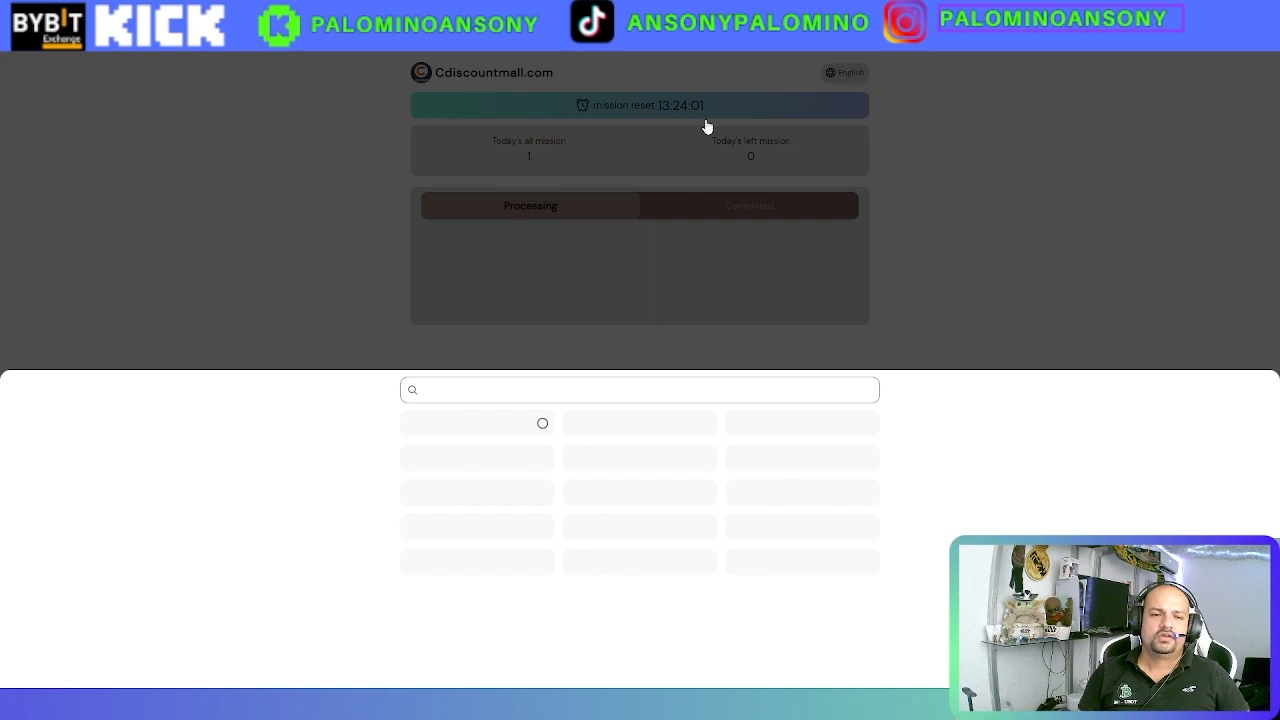 BYBIT
Exchange
KICK
PALOMINOANSONY
ANSONYPALOMINO
PALOMINOANSONY
Cdiscountmall.com
English
mission reset 13:24:01
Today's all mission
1
Today's left mission
0
Processing
Completed